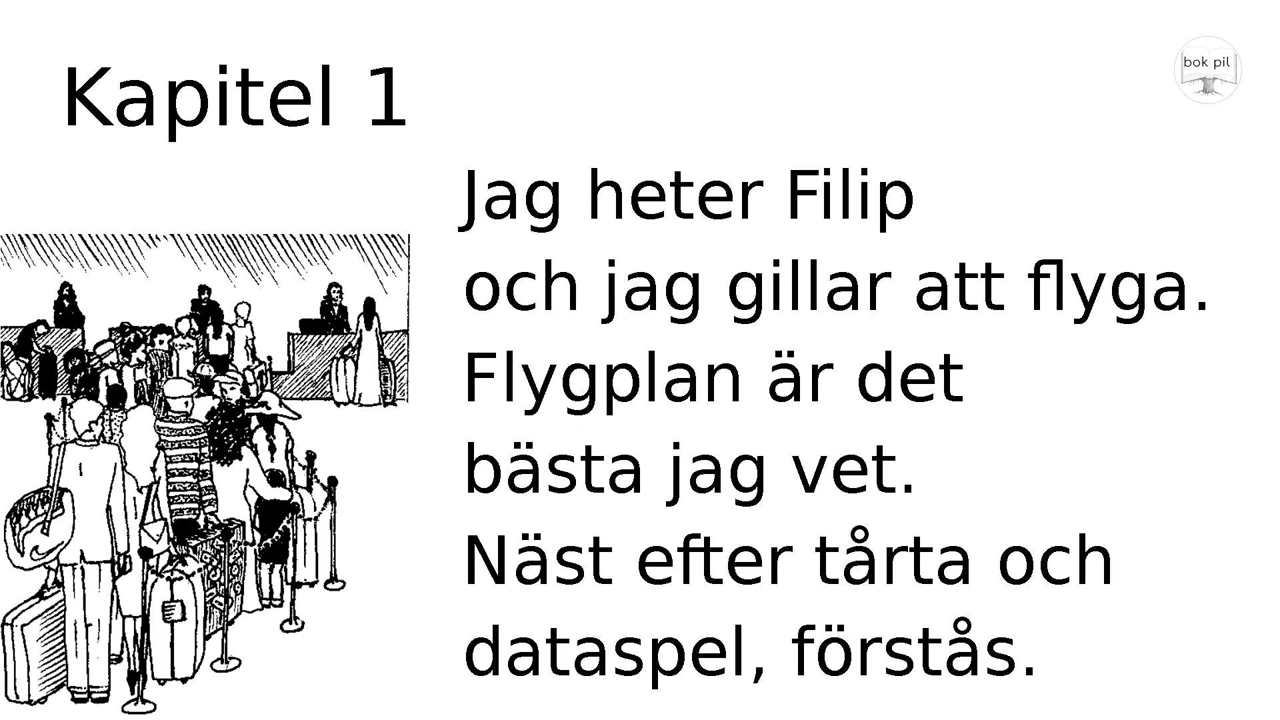 Kapitel 1
bok pil
Jag heter Filip
och jag gillar att flyga.
Flygplan är det
bästa jag vet.
Näst efter tårta och
dataspel, förstås.